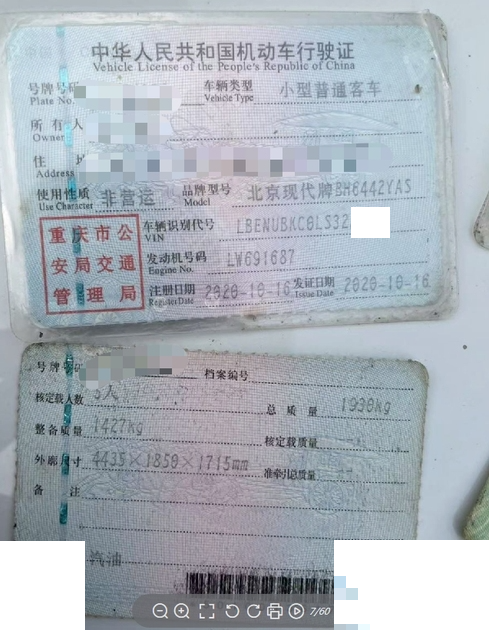 中华人民共和国机动车行驶证
Vehicle License of the People's Republic of China
号牌号码 车辆类型 小型普通客车
Plate No. Vehicle Type
所有人
Owner
住
Address
使用性质 非营运 品牌型号 北京现代牌BH6442YAS
Use Character Model
重庆市公安局交通管理局
车辆识别代号 LBENUBKC8LS32
VIN
发动机号码 LW691687
Engine No.
注册日期 2020-10-16 发证日期 2020-10-16
Register Date Issue Date
号牌号码 档案编号
核定载人数 5人 总质量 1930kg
整备质量 1427kg 核定载质量 --
外廓尺寸 4435×1850×1715mm 准牵引总质量 --
备注
汽油
7/60